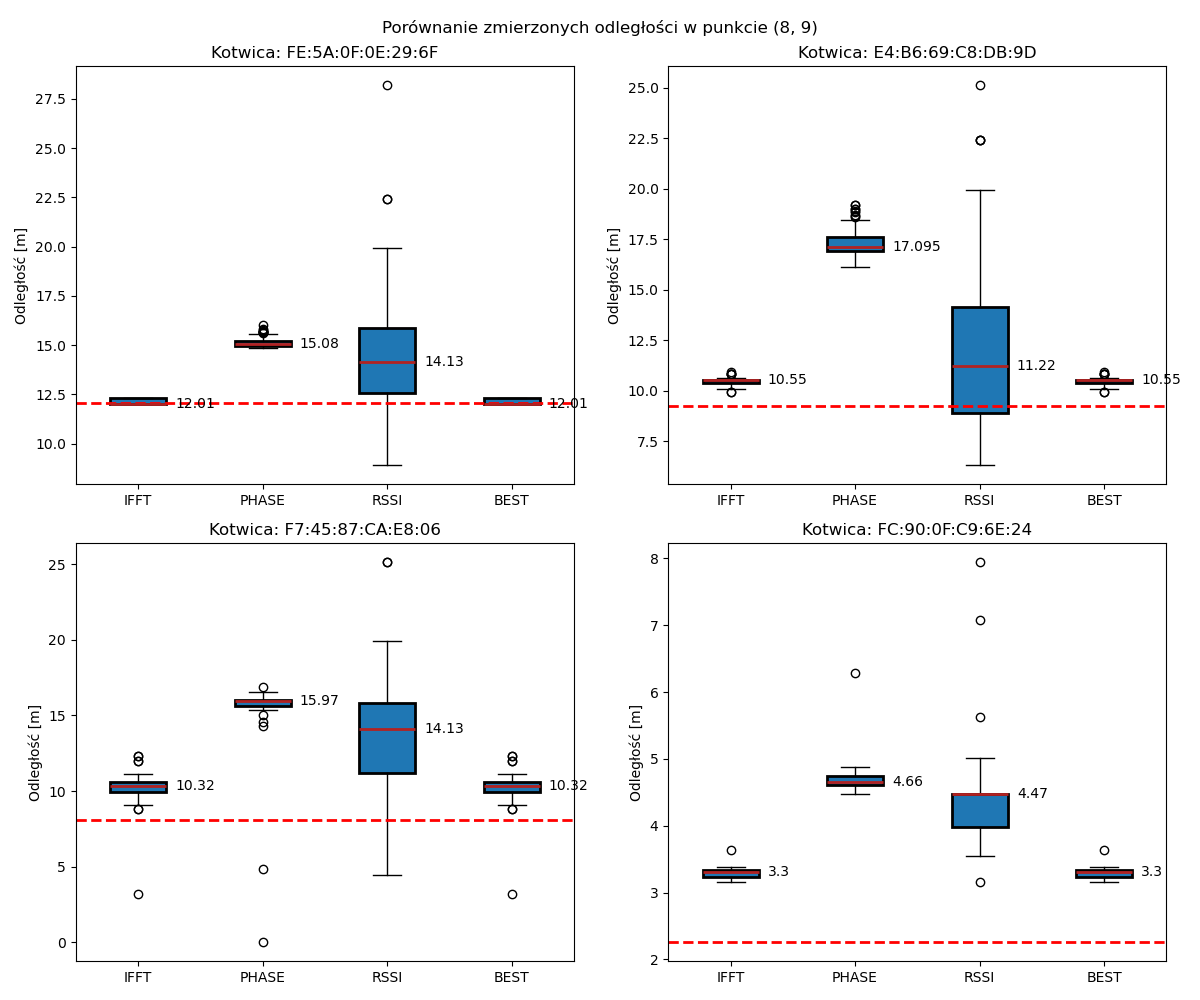 Porównanie zmierzonych odległości w punkcie (8, 9)
Kotwica: FE:5A:0F:0E:29:6F
Odległość [m]
27.5
25.0
22.5
20.0
17.5
15.0
12.5
10.0
12.01
15.08
14.13
12.01
IFFT
PHASE
RSSI
BEST
Kotwica: E4:B6:69:C8:DB:9D
Odległość [m]
25.0
22.5
20.0
17.5
15.0
12.5
10.0
7.5
10.55
17.095
11.22
10.55
IFFT
PHASE
RSSI
BEST
Kotwica: F7:45:87:CA:E8:06
Odległość [m]
25
20
15
10
5
0
10.32
15.97
14.13
10.32
IFFT
PHASE
RSSI
BEST
Kotwica: FC:90:0F:C9:6E:24
Odległość [m]
8
7
6
5
4
3
2
3.3
4.66
4.47
3.3
IFFT
PHASE
RSSI
BEST